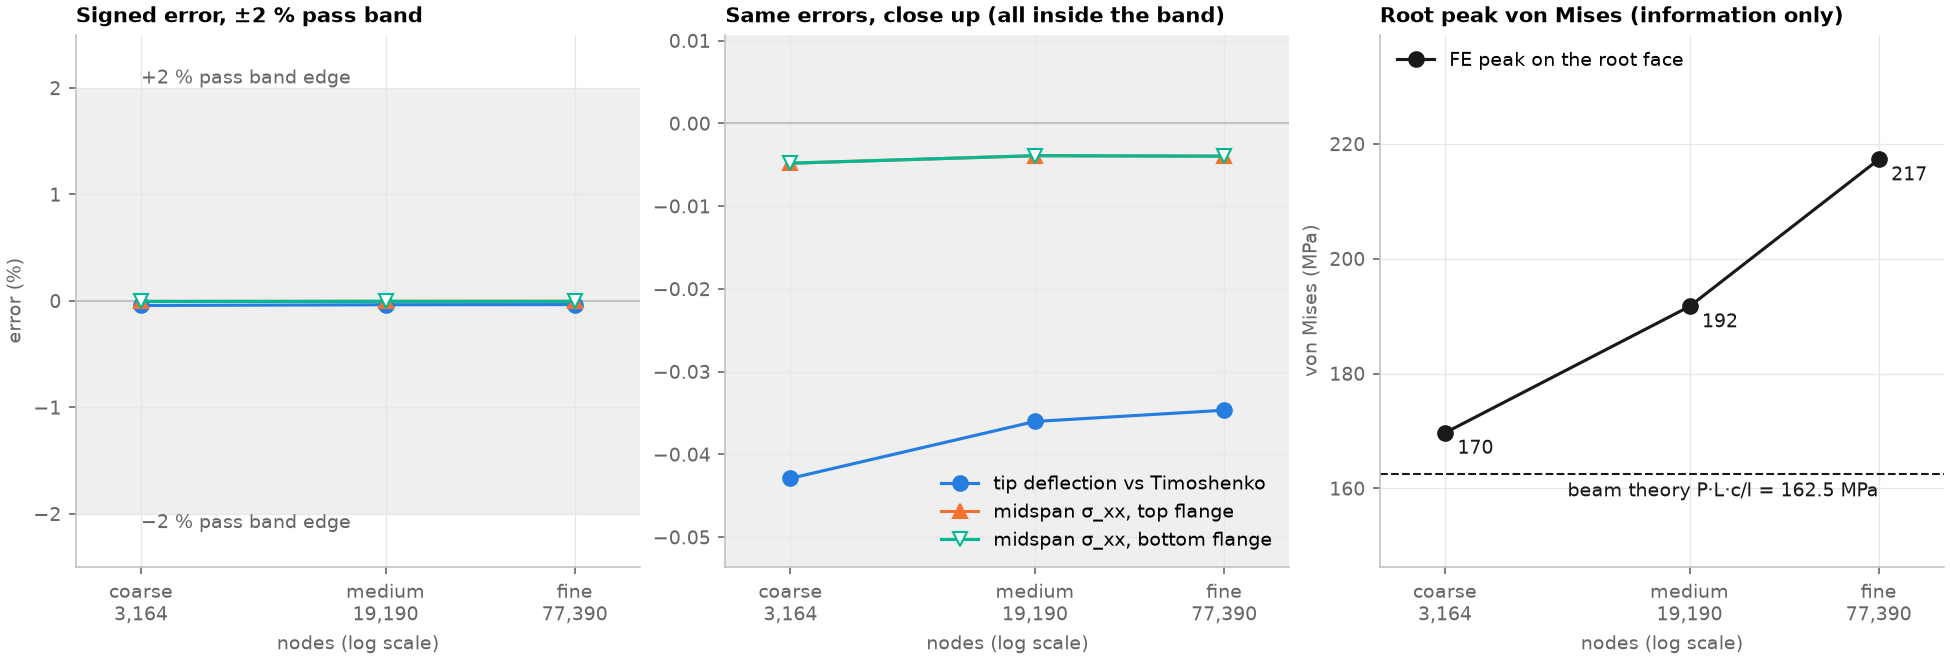 Signed error, ±2 % pass band
+2 % pass band edge
2
1
0
−1
−2
−2 % pass band edge
error (%)
coarse
3,164
medium
19,190
fine
77,390
nodes (log scale)
Same errors, close up (all inside the band)
0.01
0.00
−0.01
−0.02
−0.03
−0.04
−0.05
tip deflection vs Timoshenko
midspan σ_xx, top flange
midspan σ_xx, bottom flange
coarse
3,164
medium
19,190
fine
77,390
nodes (log scale)
Root peak von Mises (information only)
FE peak on the root face
220
200
180
160
von Mises (MPa)
217
192
170
beam theory P·L·c/I = 162.5 MPa
coarse
3,164
medium
19,190
fine
77,390
nodes (log scale)